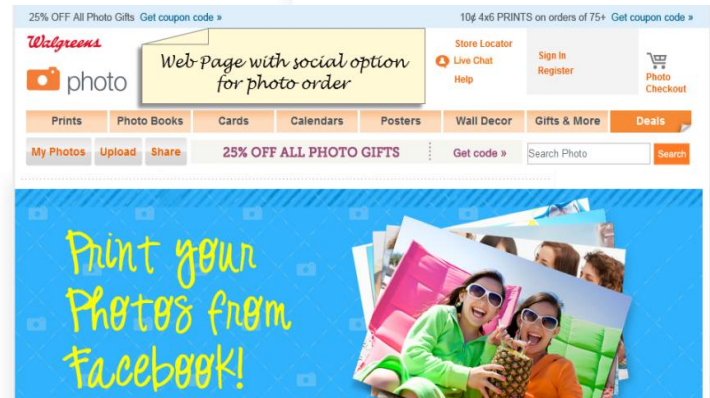 25% OFF All Photo Gifts Get coupon code »
10¢ 4x6 PRINTS on orders of 75+ Get coupon code »
Walgreens
photo
Web Page with social option
for photo order
Store Locator
Live Chat
Help
Sign In
Register
Photo
Checkout
Prints Photo Books Cards Calendars Posters Wall Decor Gifts & More Deals
My Photos Upload Share 25% OFF ALL PHOTO GIFTS Get code » Search Photo Search
Print your
Photos from
Facebook!